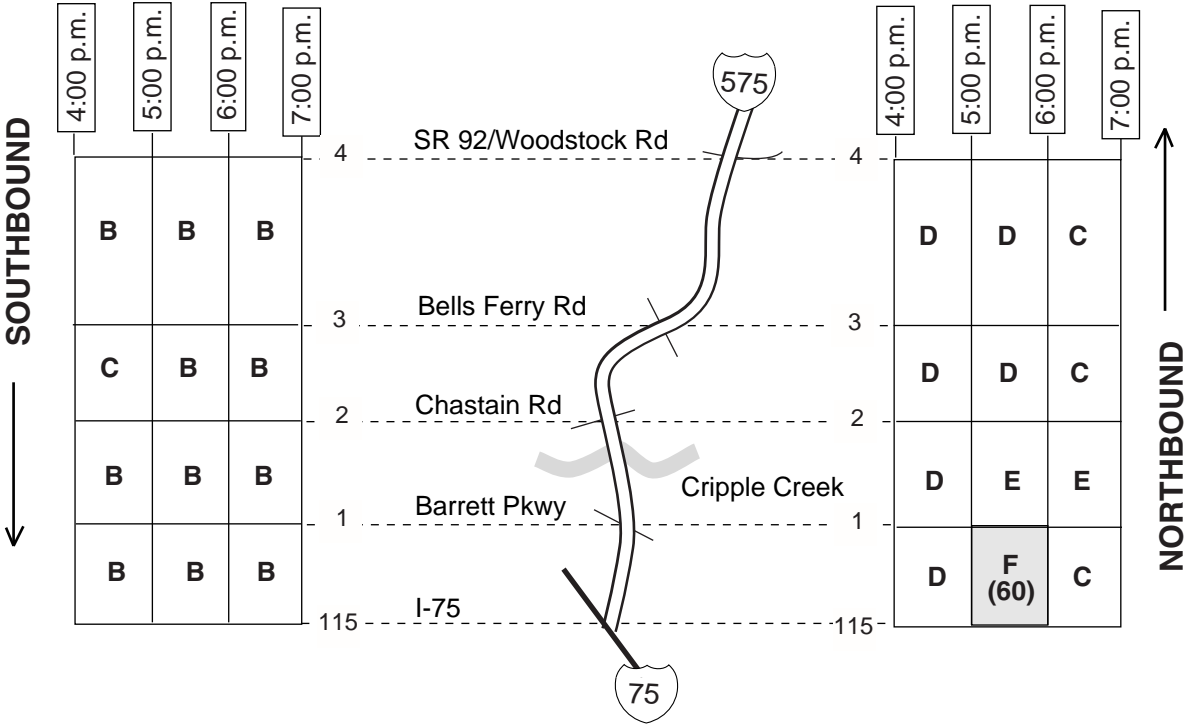 4:00 p.m.
5:00 p.m.
6:00 p.m.
7:00 p.m.
575
4:00 p.m.
5:00 p.m.
6:00 p.m.
7:00 p.m.
SOUTHBOUND
4
SR 92/Woodstock Rd
4
B B B
D D C
3
Bells Ferry Rd
3
C B B
D D C
2
Chastain Rd
2
B B B
Cripple Creek
D E E
1
Barrett Pkwy
1
NORTHBOUND
B B B
D F C
(60)
115
I-75
115
75